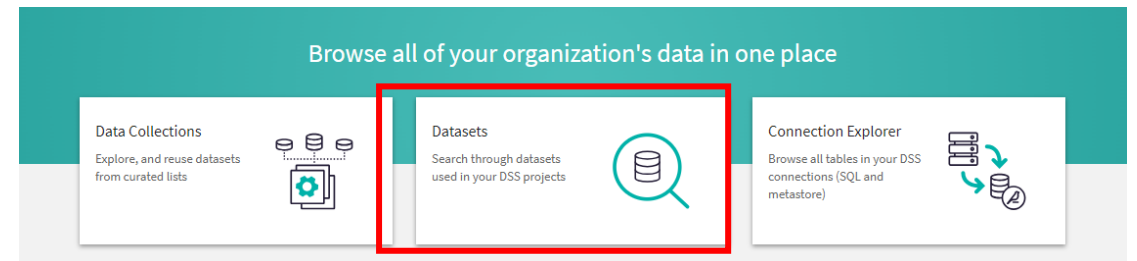 Browse all of your organization's data in one place
Data Collections
Explore, and reuse datasets
from curated lists
Datasets
Search through datasets
used in your DSS projects
Connection Explorer
Browse all tables in your DSS
connections (SQL and
metastore)